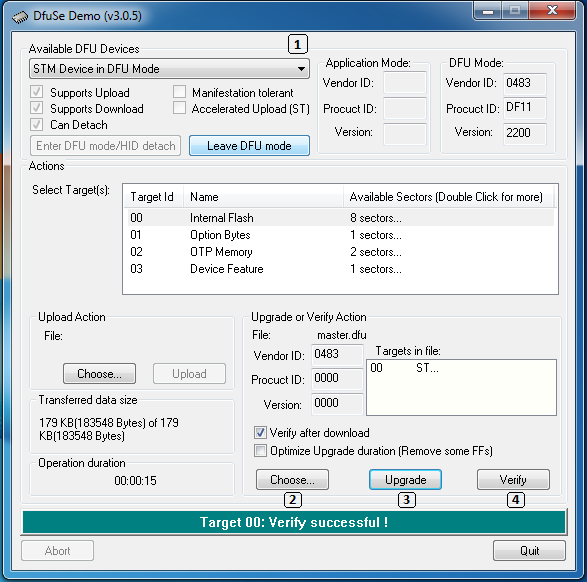 DfuSe Demo (v3.0.5)
1
Available DFU Devices
STM Device in DFU Mode
Supports Upload
Manifestation tolerant
Supports Download
Accelerated Upload (ST)
Can Detach
Enter DFU mode/HID detach
Leave DFU mode
Application Mode:
Vendor ID:
Procuct ID:
Version:
DFU Mode:
Vendor ID: 0483
Procuct ID: DF11
Version: 2200
Actions
Select Target(s):
Target Id Name Available Sectors (Double Click for more)
00 Internal Flash 8 sectors...
01 Option Bytes 1 sectors...
02 OTP Memory 2 sectors...
03 Device Feature 1 sectors...
Upload Action
File:
Choose...
Upload
Transferred data size
179 KB(183548 Bytes) of 179
KB(183548 Bytes)
Operation duration
00:00:15
Upgrade or Verify Action
File: master.dfu
Vendor ID: 0483
Procuct ID: 0000
Version: 0000
Targets in file:
00 ST...
Verify after download
Optimize Upgrade duration (Remove some FFs)
Choose...
Upgrade
Verify
2
3
4
Target 00: Verify successful !
Abort
Quit